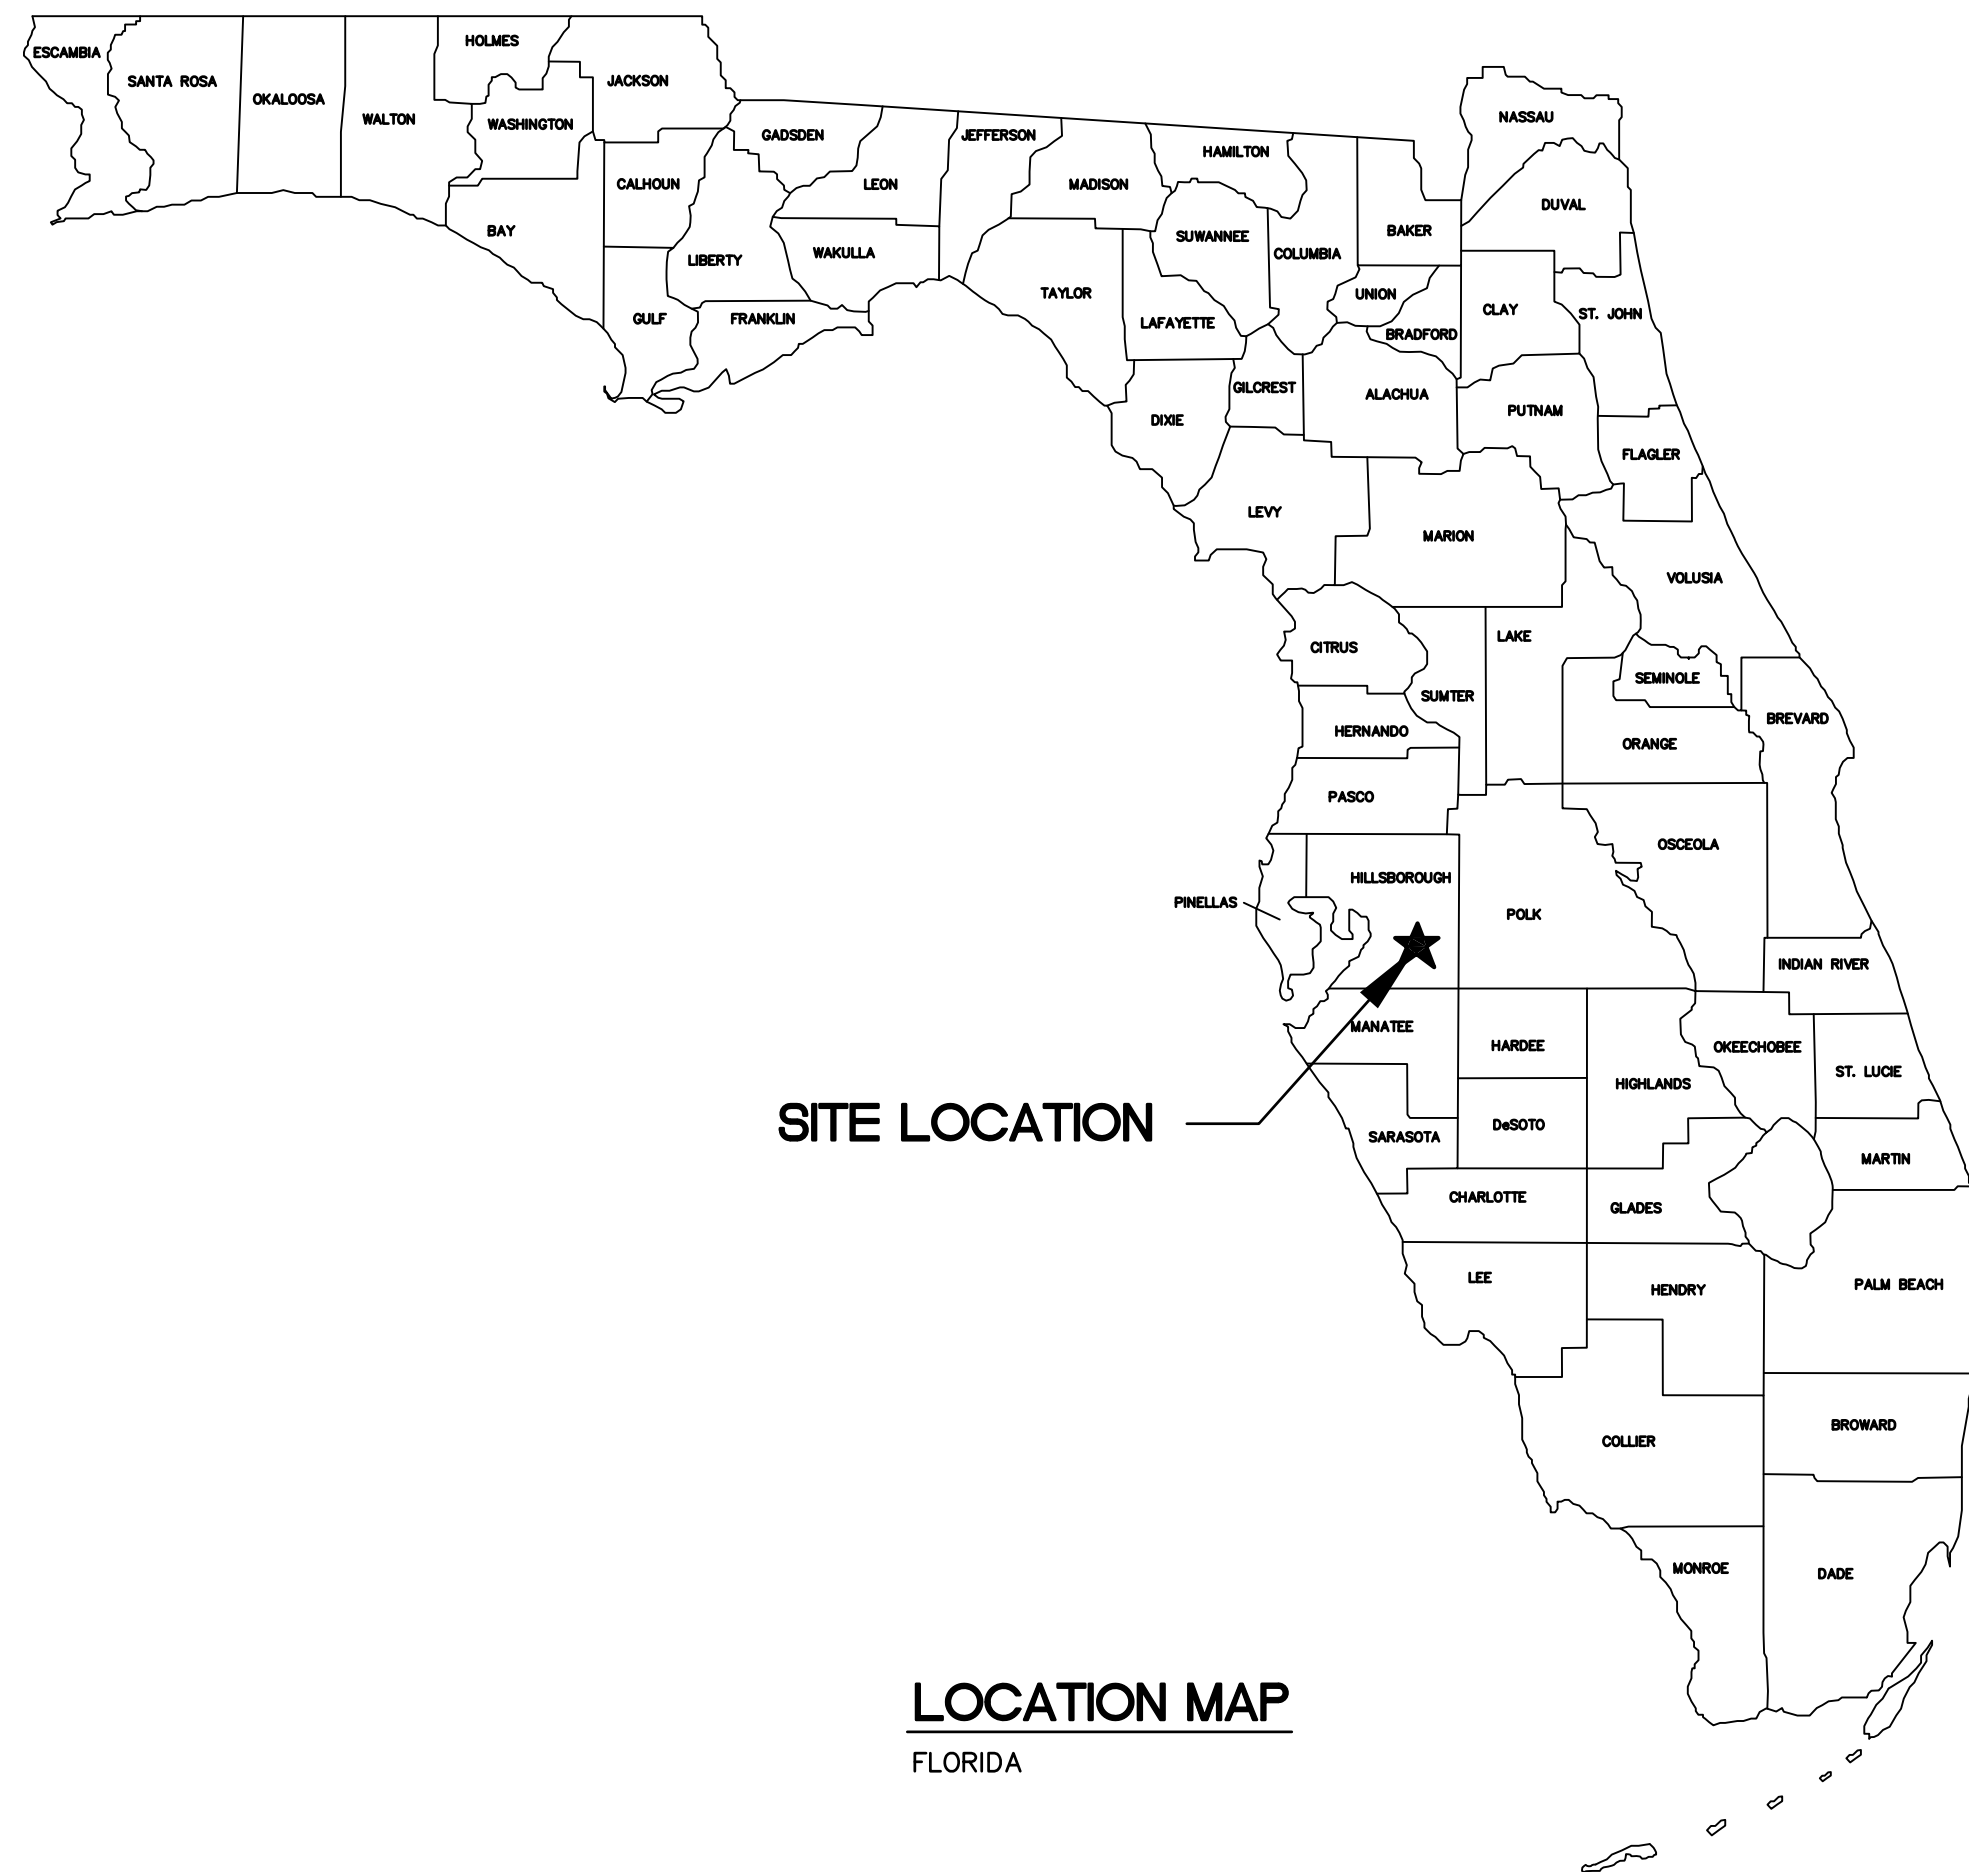 ESCAMBIA
SANTA ROSA
OKALOOSA
WALTON
HOLMES
WASHINGTON
JACKSON
BAY
CALHOUN
GULF
LIBERTY
GADSDEN
FRANKLIN
LEON
WAKULLA
JEFFERSON
MADISON
TAYLOR
HAMILTON
SUWANNEE
LAFAYETTE
COLUMBIA
BAKER
NASSAU
DUVAL
UNION
BRADFORD
CLAY
ST. JOHN
DIXIE
GILCREST
ALACHUA
PUTNAM
FLAGLER
LEVY
MARION
VOLUSIA
CITRUS
LAKE
SUMTER
SEMINOLE
HERNANDO
ORANGE
BREVARD
PASCO
OSCEOLA
HILLSBOROUGH
PINELLAS
POLK
INDIAN RIVER
MANATEE
HARDEE
OKEECHOBEE
HIGHLANDS
ST. LUCIE
SITE LOCATION
SARASOTA
DeSOTO
MARTIN
CHARLOTTE
GLADES
LEE
HENDRY
PALM BEACH
COLLIER
BROWARD
MONROE
DADE
LOCATION MAP
FLORIDA